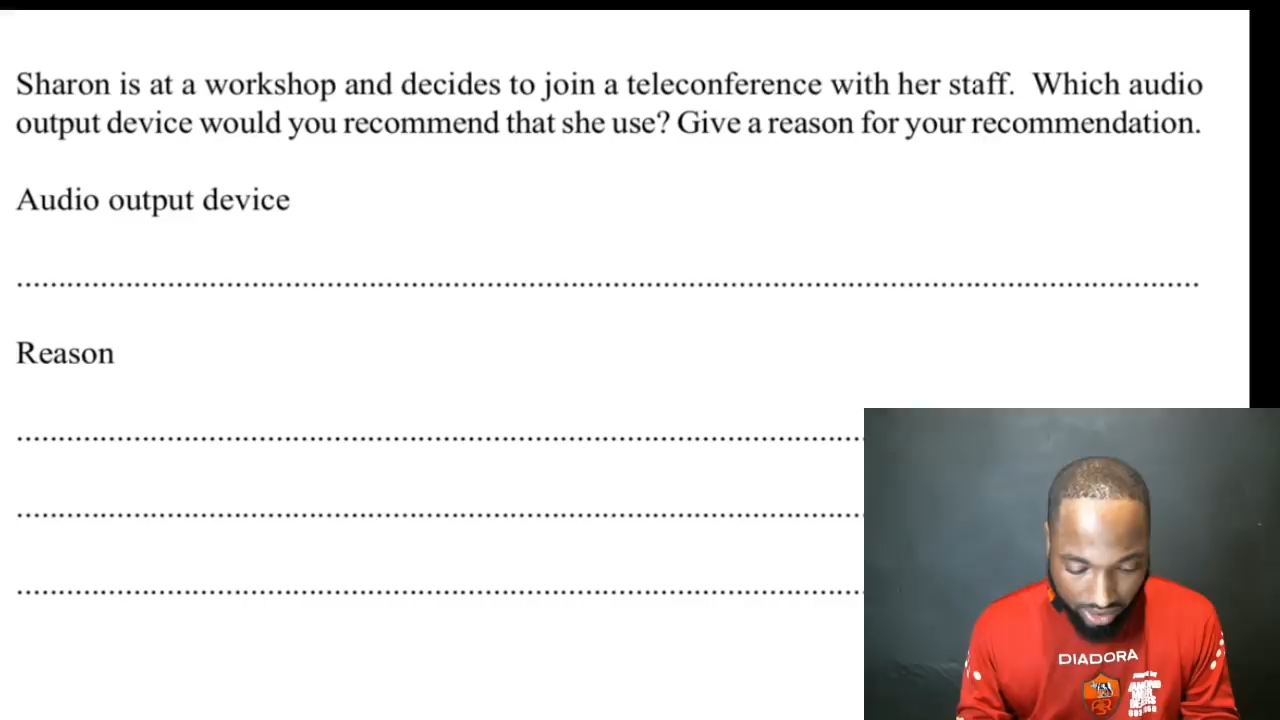 Sharon is at a workshop and decides to join a teleconference with her staff. Which audio
output device would you recommend that she use? Give a reason for your recommendation.
Audio output device
................................................................................
Reason
................................................................................
................................................................................
................................................................................
DIADORA